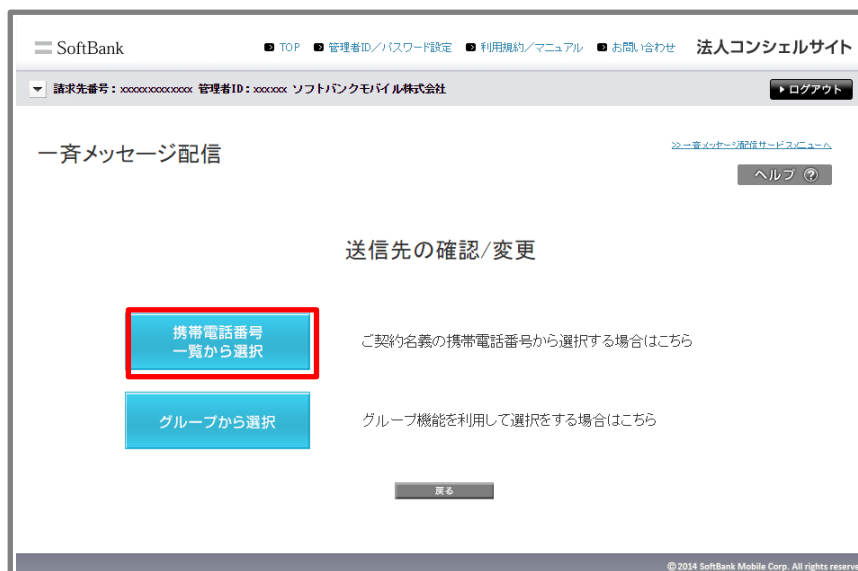 SoftBank TOP 管理者ID/パスワード設定 利用規約/マニュアル お問い合わせ 法人コンシェルサイト
請求先番号:xxxxxxxxxxxxx 管理者ID:xxxxxx ソフトバンクモバイル株式会社 ログアウト
一斉メッセージ配信
>>一斉メッセージ配信サービスメニューへ
ヘルプ ?
送信先の確認/変更
携帯電話番号
一覧から選択
ご契約名義の携帯電話番号から選択する場合はこちら
グループから選択
グループ機能を利用して選択をする場合はこちら
戻る
©2014 SoftBank Mobile Corp. All rights reserve